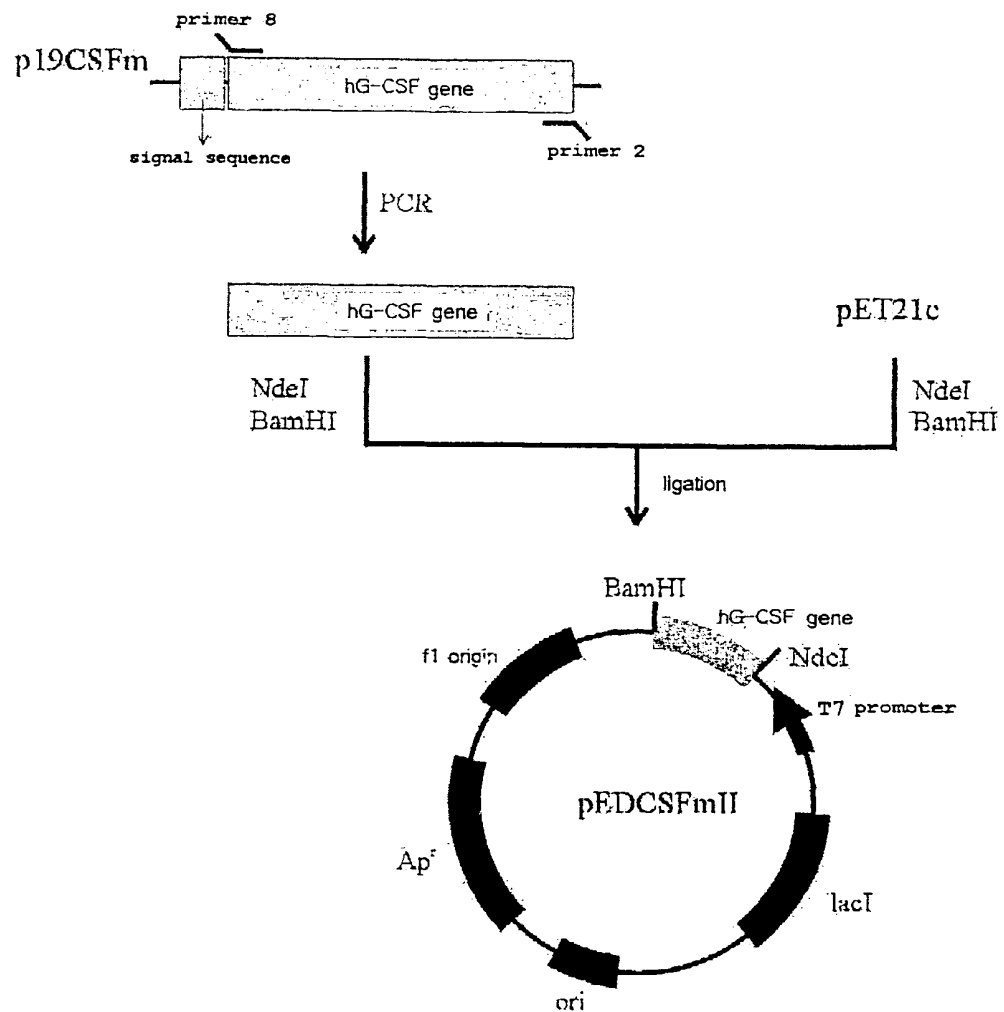 primer 8
p19CSFm
hG-CSF gene
signal sequence
primer 2
PCR
hG-CSF gene
pET21c
NdeI
BamHI
NdeI
BamHI
ligation
BamHI
hG-CSF gene
NdeI
f1 origin
T7 promoter
pEDCSFmII
Apr
lacI
ori